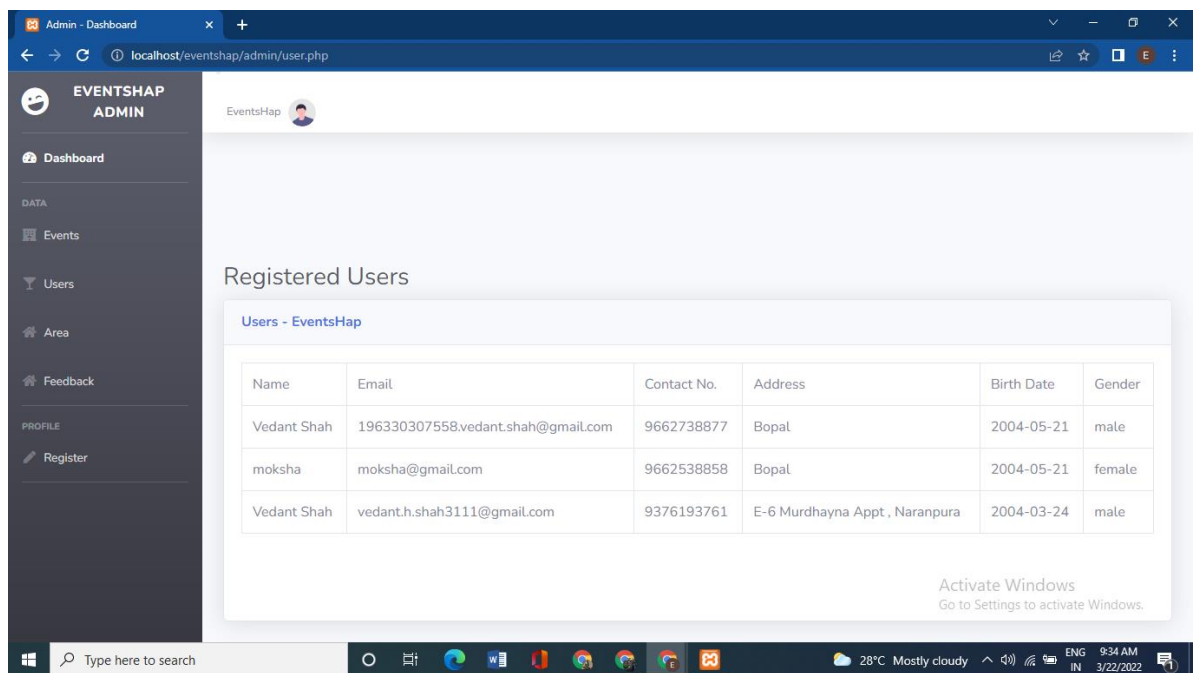 Admin - Dashboard
localhost/eventshap/admin/user.php
E
EVENTSHAP
ADMIN
EventsHap
Dashboard
DATA
Events
Users
Area
Feedback
PROFILE
Register
Registered Users
Users - EventsHap
Name Email Contact No. Address Birth Date Gender
Vedant Shah 196330307558.vedant.shah@gmail.com 9662738877 Bopal 2004-05-21 male
moksha moksha@gmail.com 9662538858 Bopal 2004-05-21 female
Vedant Shah vedant.h.shah3111@gmail.com 9376193761 E-6 Murdhayna Appt , Naranpura 2004-03-24 male
Activate Windows
Go to Settings to activate Windows.
Type here to search
28°C Mostly cloudy
ENG
IN
9:34 AM
3/22/2022